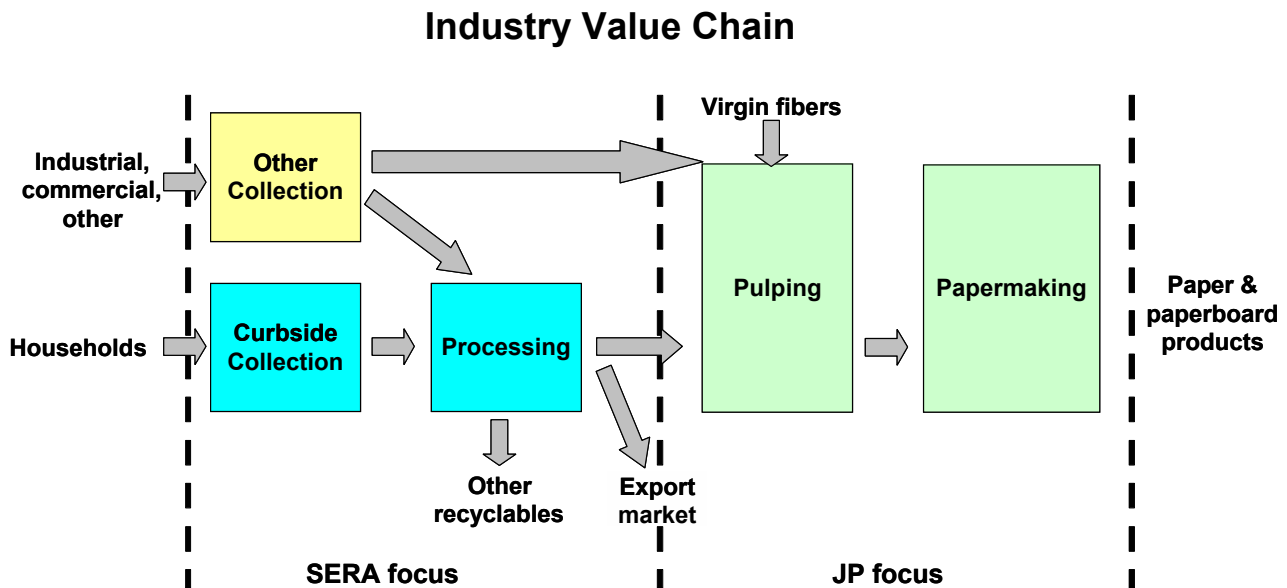 Industry Value Chain
Virgin fibers
Industrial,
commercial,
other
Other
Collection
Pulping
Papermaking
Paper &
paperboard
products
Households
Curbside
Collection
Processing
Other
recyclables
Export
market
SERA focus
JP focus